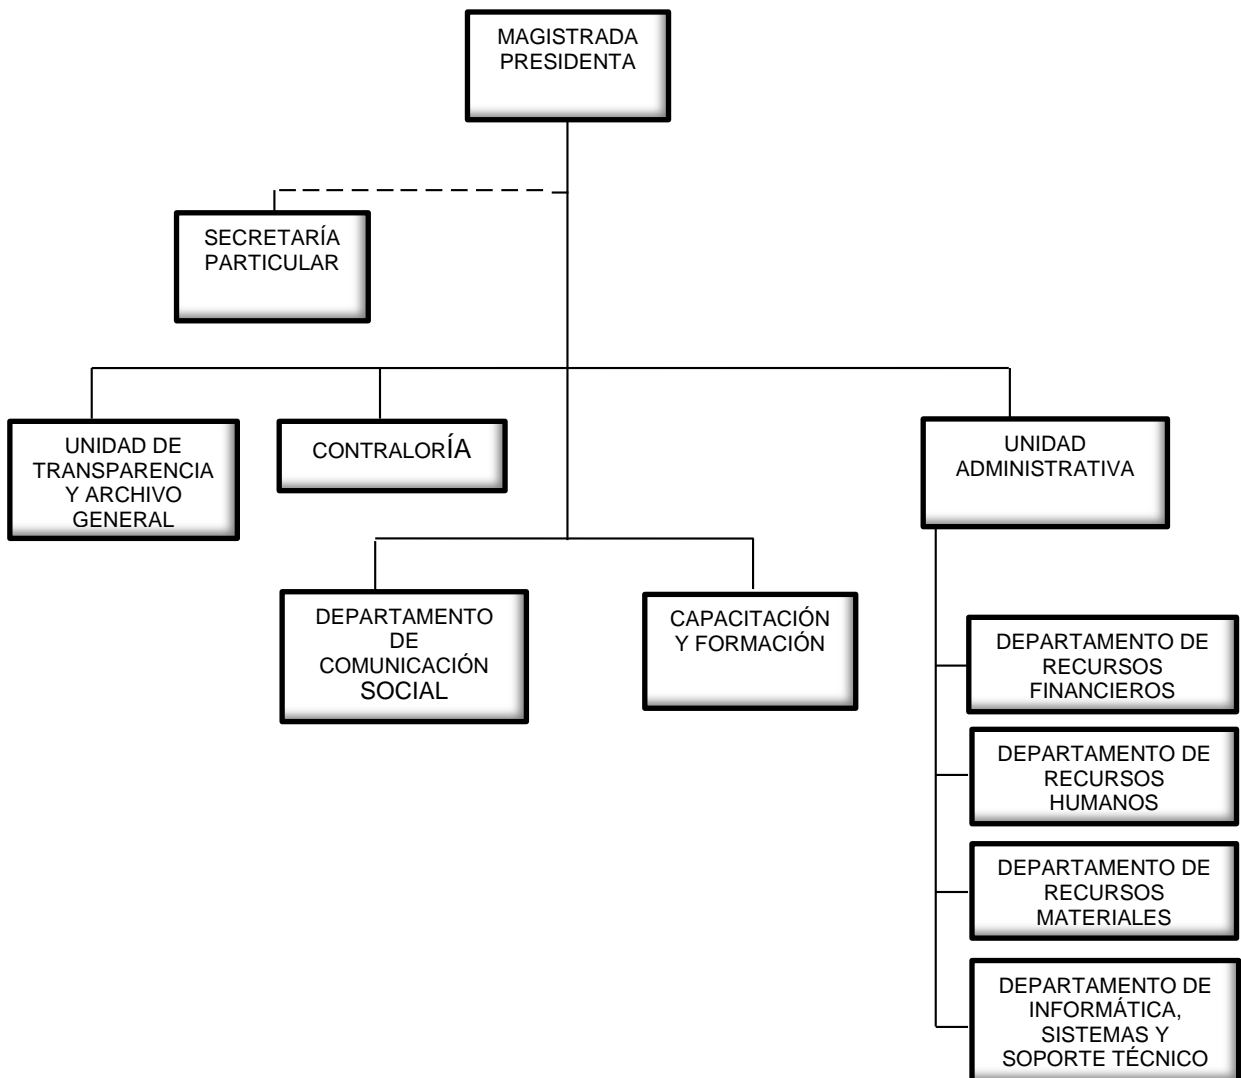 MAGISTRADA
PRESIDENTA
SECRETARÍA
PARTICULAR
UNIDAD DE
TRANSPARENCIA
Y ARCHIVO
GENERAL
CONTRALORÍA
UNIDAD
ADMINISTRATIVA
DEPARTAMENTO
DE
COMUNICACIÓN
SOCIAL
CAPACITACIÓN
Y FORMACIÓN
DEPARTAMENTO DE
RECURSOS
FINANCIEROS
DEPARTAMENTO DE
RECURSOS
HUMANOS
DEPARTAMENTO DE
RECURSOS
MATERIALES
DEPARTAMENTO DE
INFORMÁTICA,
SISTEMAS Y
SOPORTE TÉCNICO